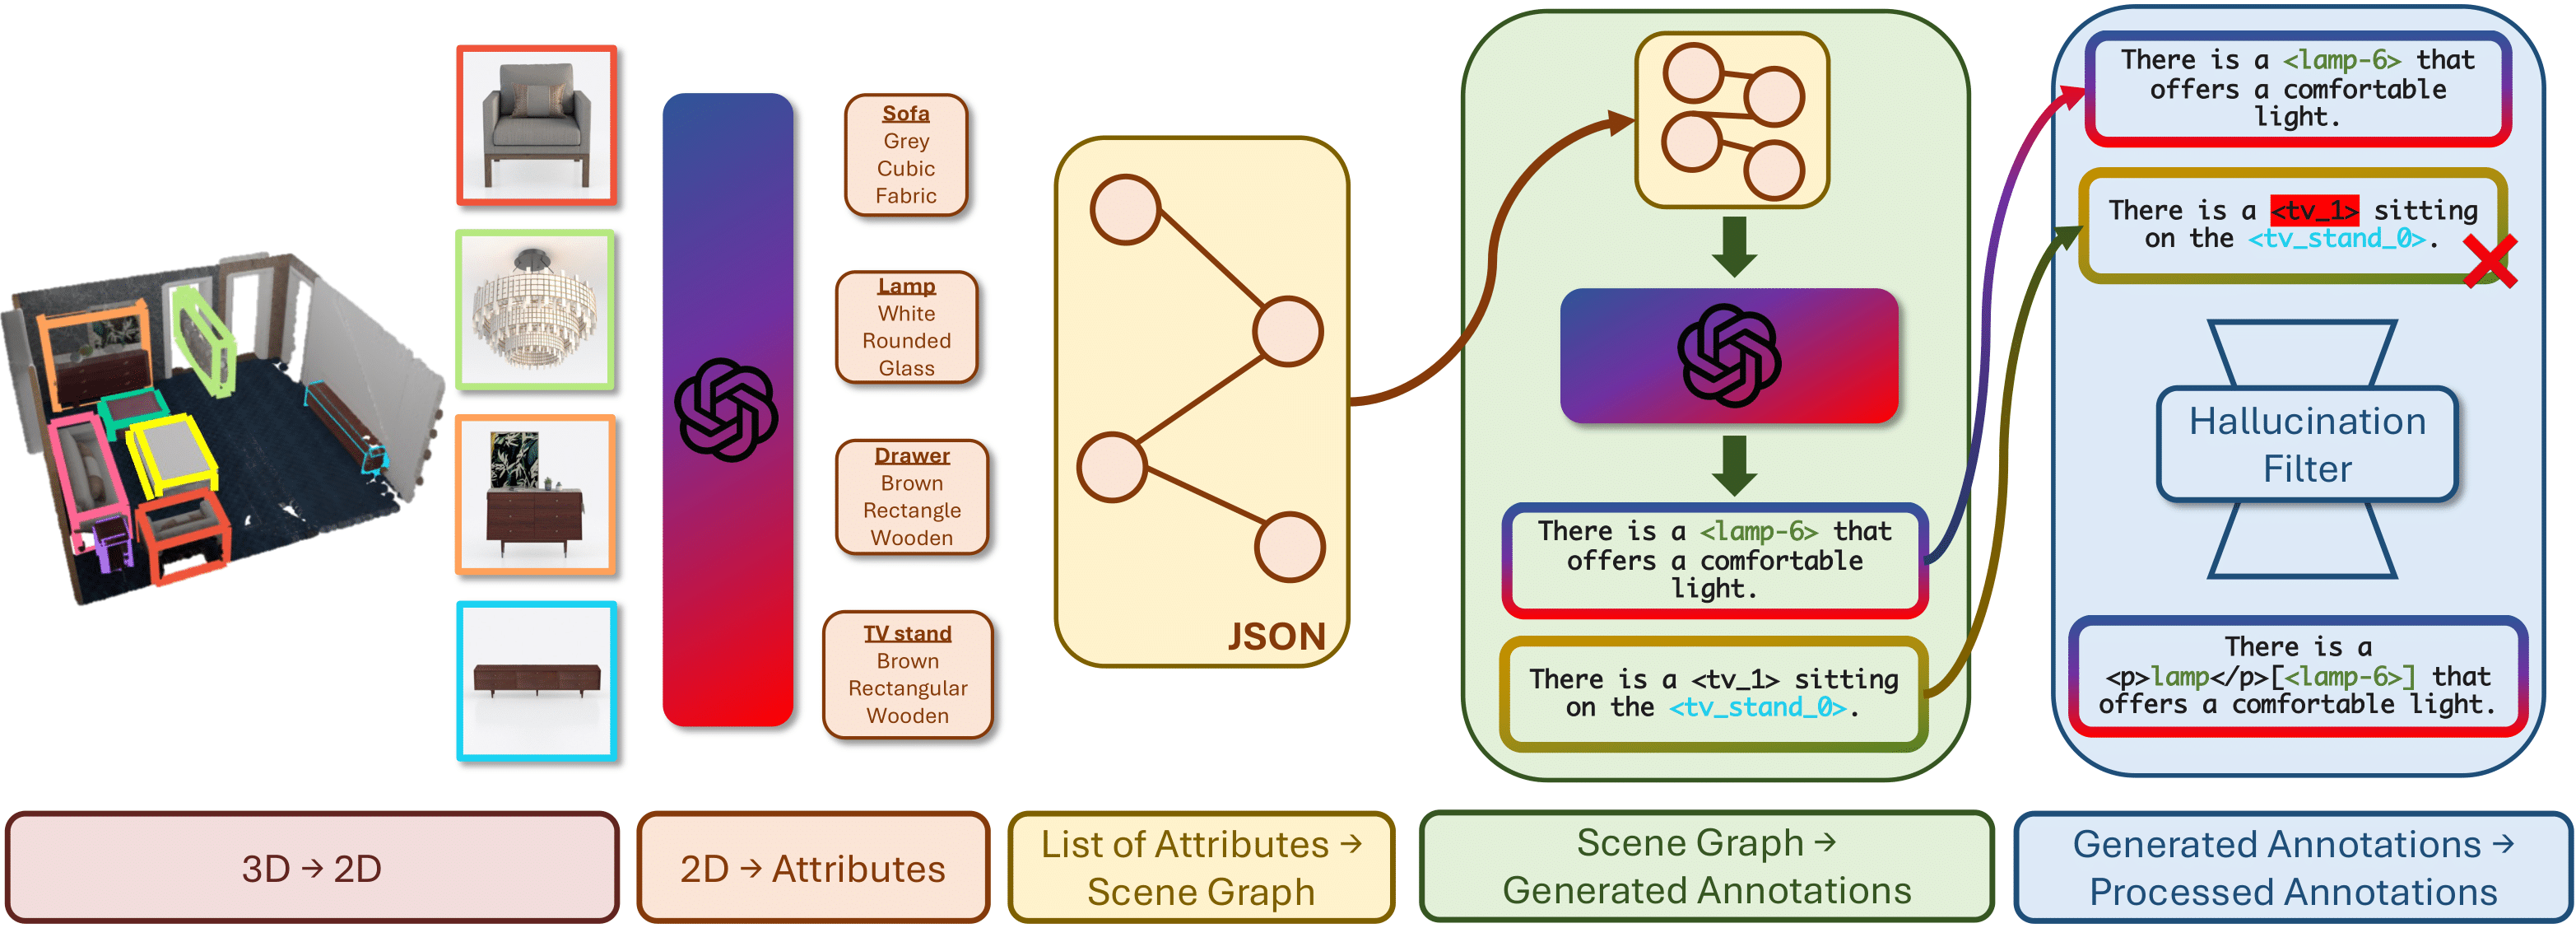 Sofa
Grey
Cubic
Fabric
Lamp
White
Rounded
Glass
Drawer
Brown
Rectangle
Wooden
TV stand
Brown
Rectangular
Wooden
JSON
There is a <lamp-6> that
offers a comfortable
light.
There is a <tv_1> sitting
on the <tv_stand_0>.
There is a <lamp-6> that
offers a comfortable
light.
There is a <tv_1> sitting
on the <tv_stand_0>.
Hallucination
Filter
There is a
<p>lamp</p>[<lamp-6>] that
offers a comfortable light.
3D → 2D
2D → Attributes
List of Attributes →
Scene Graph
Scene Graph →
Generated Annotations
Generated Annotations →
Processed Annotations